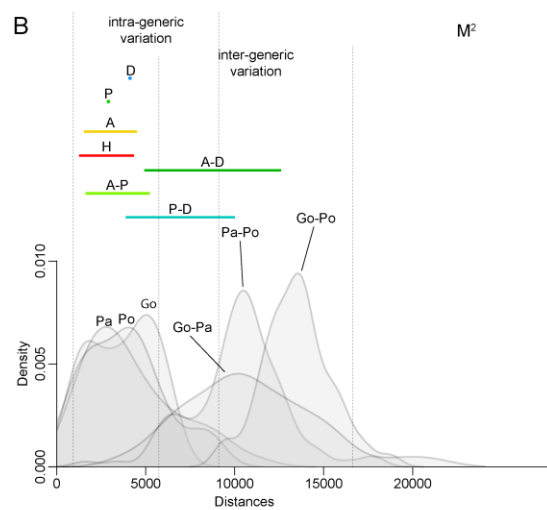 B
intra-generic
variation
M²
inter-generic
variation
D
P
A
H
A-D
A-P
P-D
Pa-Po
Go-Po
Go-Pa
Pa
Po
Go
0.010
0.005
0.000
Density
0
5000
10000
15000
20000
Distances